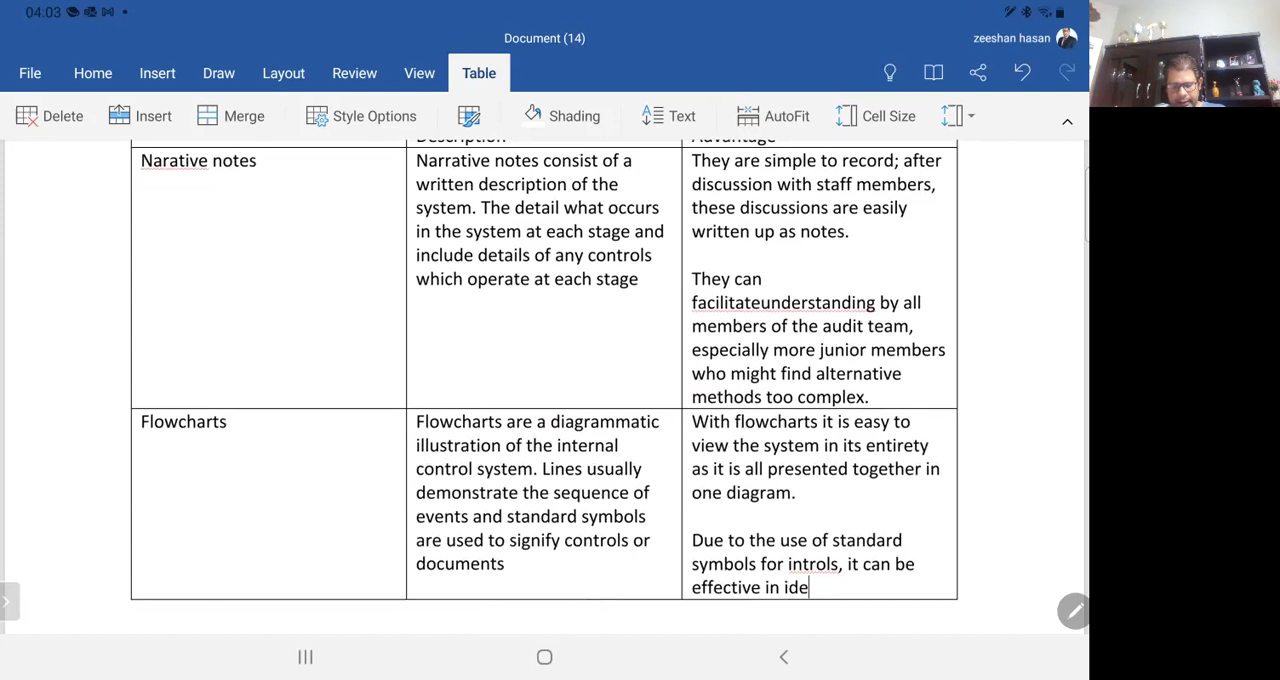 04:03
Document (14)
zeeshan hasan
File Home Insert Draw Layout Review View Table
Delete Insert Merge Style Options Shading Text AutoFit Cell Size
Description Advantage
Narative notes
Narrative notes consist of a
written description of the
system. The detail what occurs
in the system at each stage and
include details of any controls
which operate at each stage
They are simple to record; after
discussion with staff members,
these discussions are easily
written up as notes.
They can
facilitateunderstanding by all
members of the audit team,
especially more junior members
who might find alternative
methods too complex.
Flowcharts
Flowcharts are a diagrammatic
illustration of the internal
control system. Lines usually
demonstrate the sequence of
events and standard symbols
are used to signify controls or
documents
With flowcharts it is easy to
view the system in its entirety
as it is all presented together in
one diagram.
Due to the use of standard
symbols for introls, it can be
effective in ide